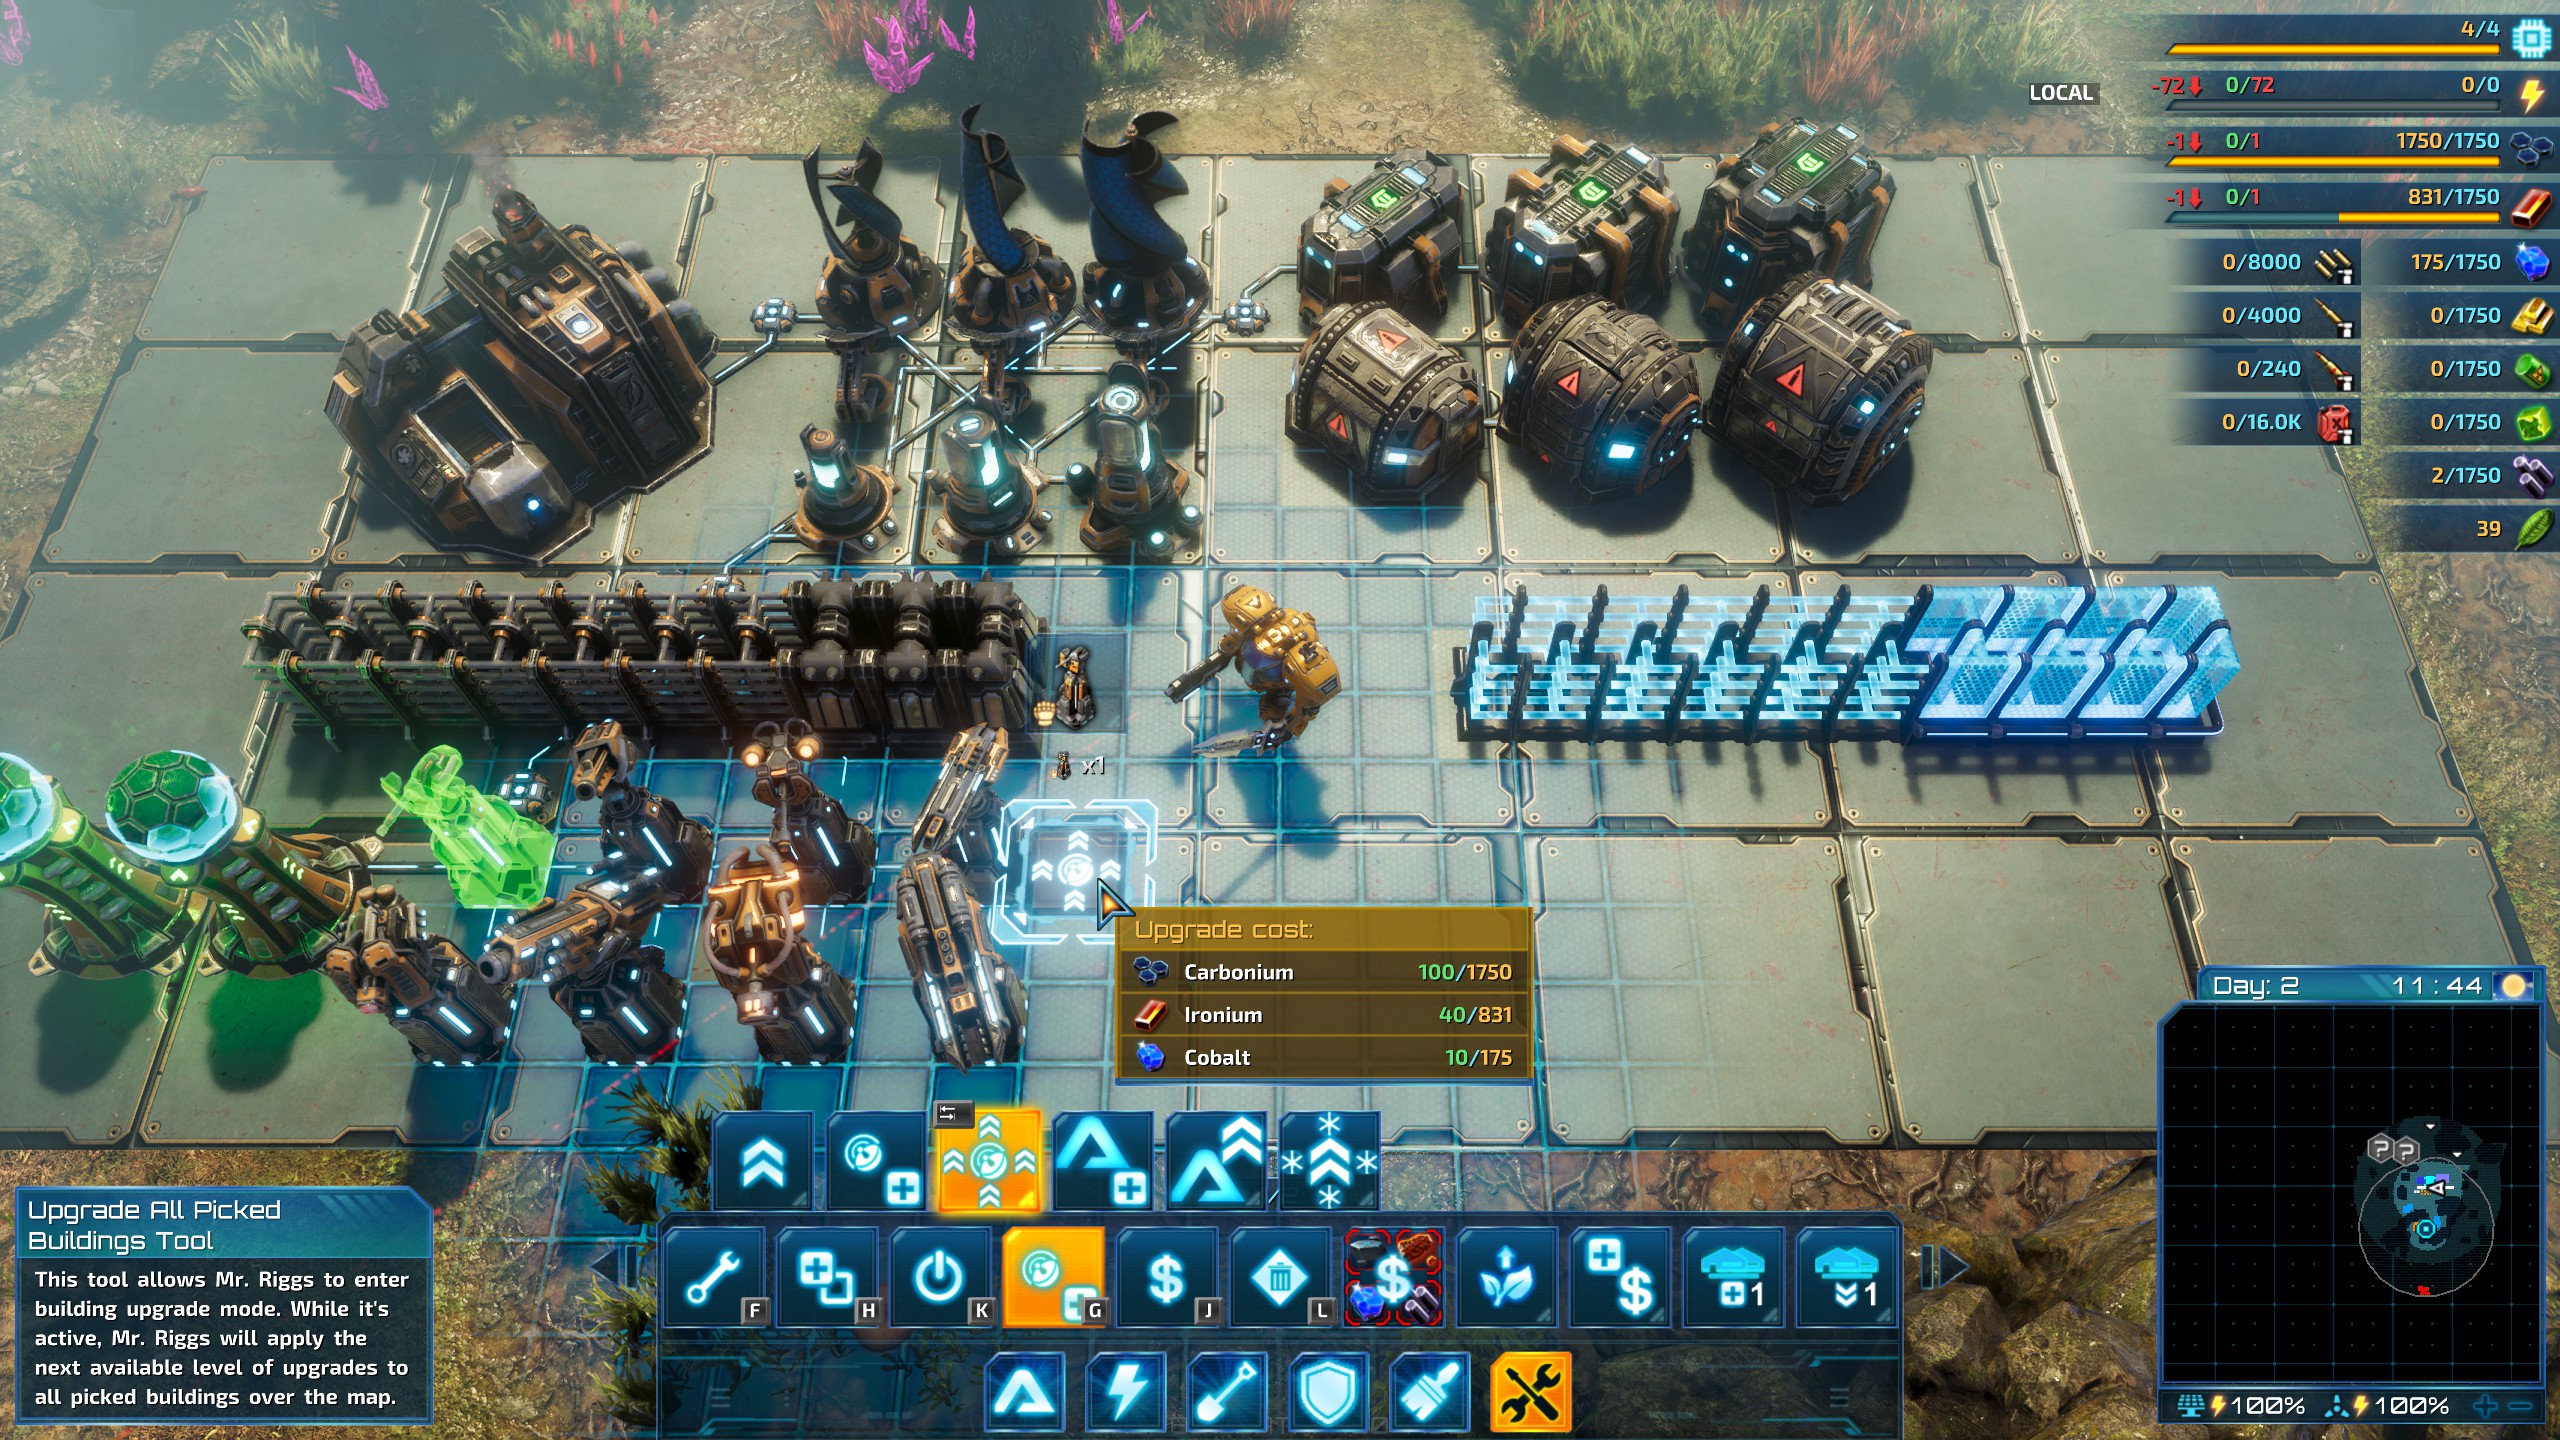 4/4
LOCAL
-72 0/72 0/0
-1 0/1 1750/1750
-1 0/1 831/1750
0/8000 175/1750
0/4000 0/1750
0/240 0/1750
0/16.0K 0/1750
2/1750
39
x1
Upgrade cost:
Carbonium 100/1750
Ironium 40/831
Cobalt 10/175
Day: 2 11:44
? ?
Upgrade All Picked
Buildings Tool
This tool allows Mr. Riggs to enter
building upgrade mode. While it's
active, Mr. Riggs will apply the
next available level of upgrades to
all picked buildings over the map.
F H K G $ J L $ $ 1 1
100% 100%